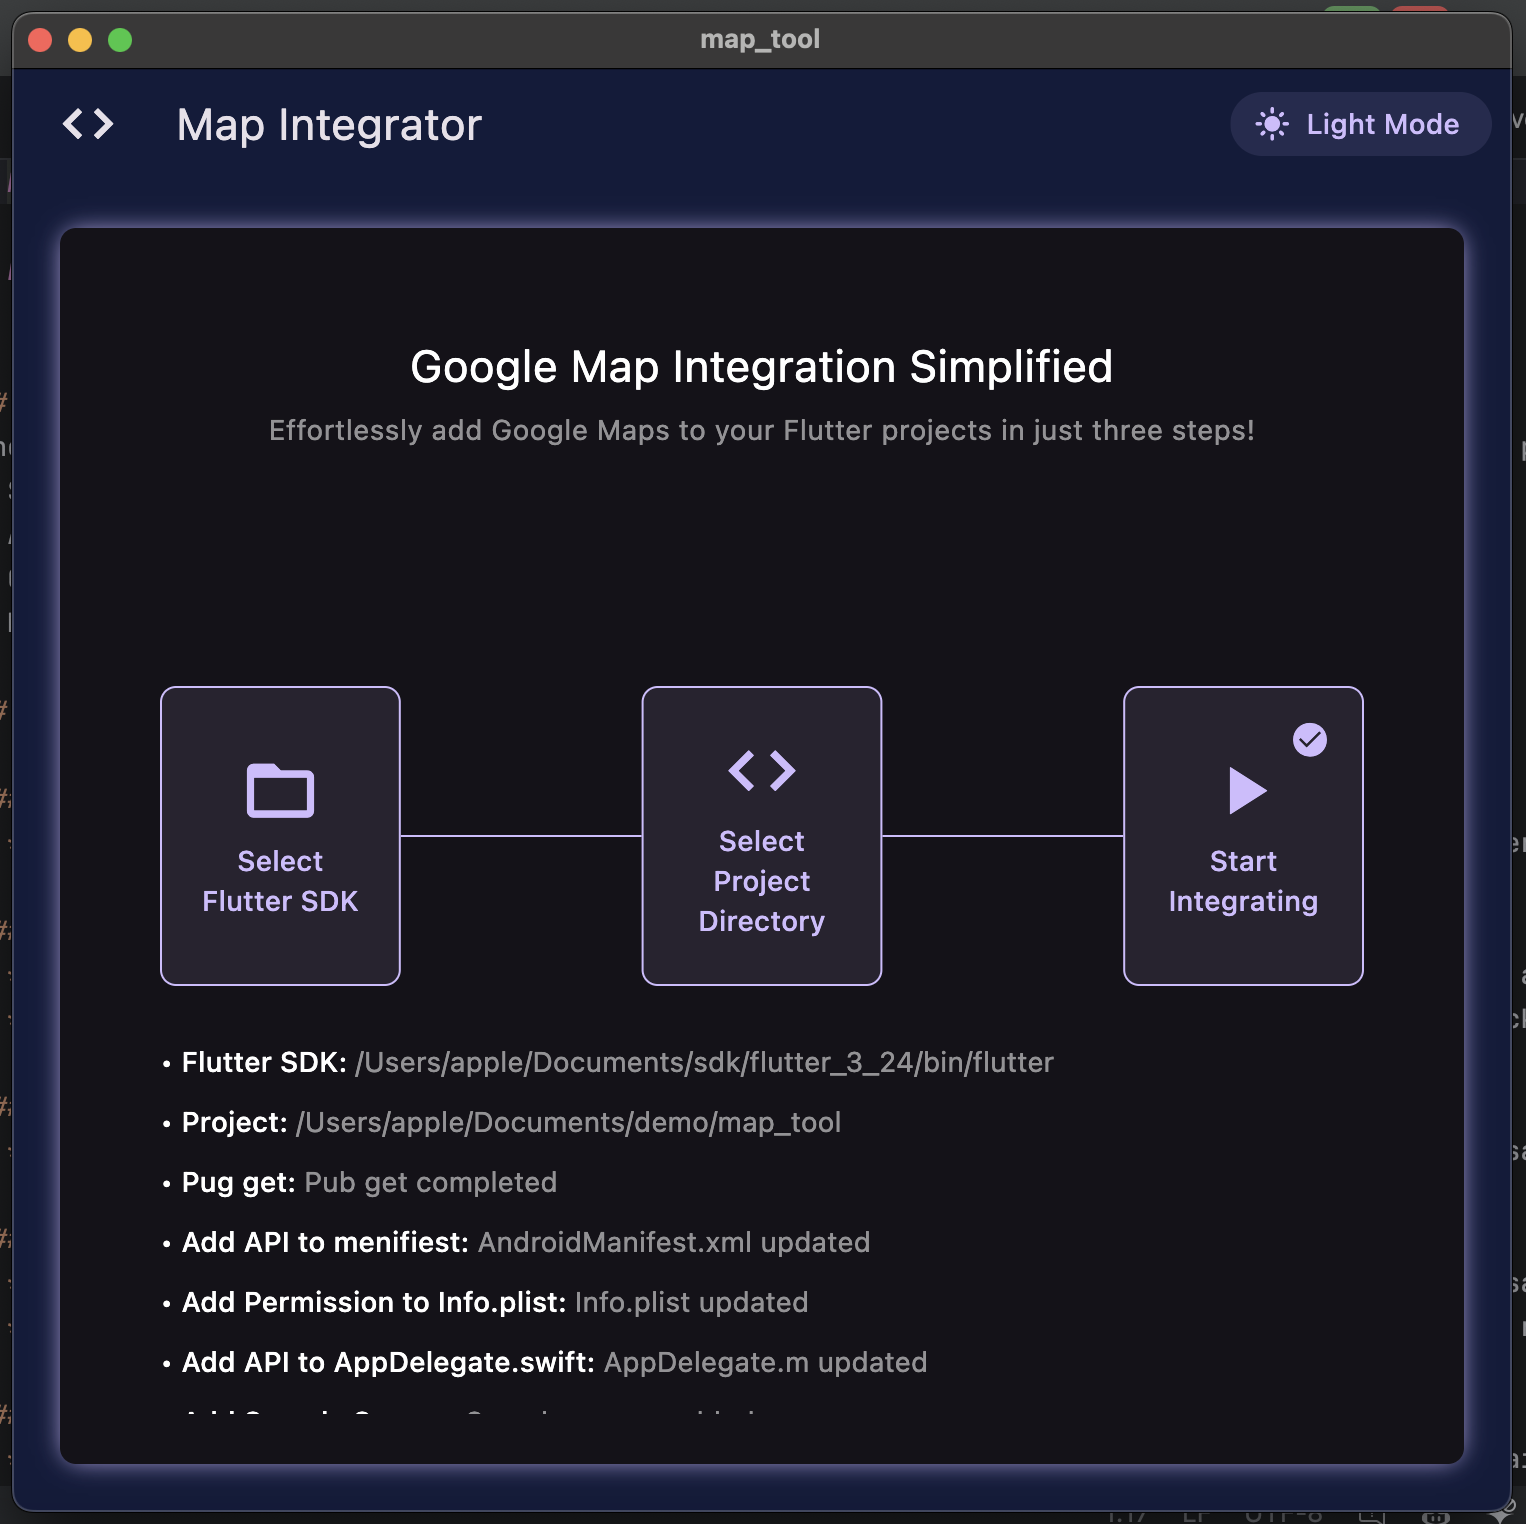 map_tool
Map Integrator
Light Mode
Google Map Integration Simplified
Effortlessly add Google Maps to your Flutter projects in just three steps!
Select
Flutter SDK
Select
Project
Directory
Start
Integrating
• Flutter SDK: /Users/apple/Documents/sdk/flutter_3_24/bin/flutter
• Project: /Users/apple/Documents/demo/map_tool
• Pug get: Pub get completed
• Add API to menifiest: AndroidManifest.xml updated
• Add Permission to Info.plist: Info.plist updated
• Add API to AppDelegate.swift: AppDelegate.m updated